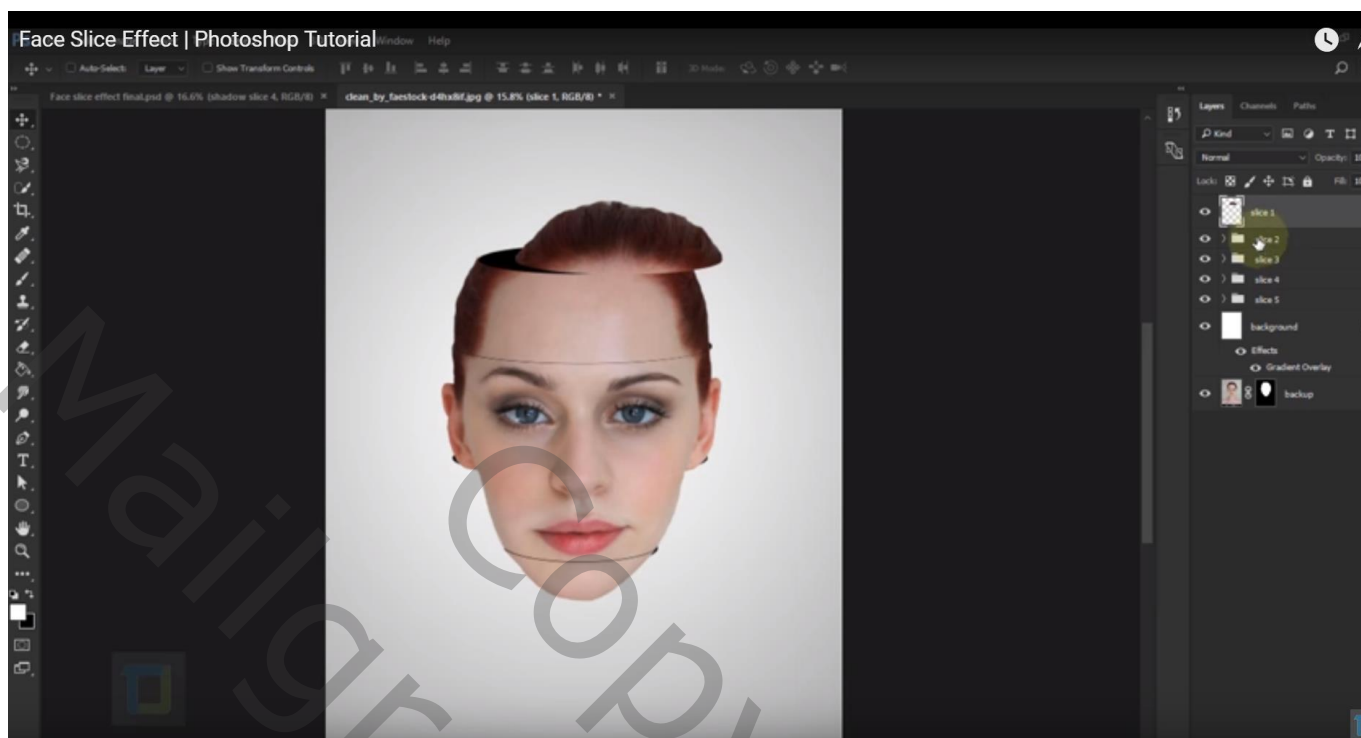 Face Slice Effect | Photoshop Tutorial
Window Help
Auto-Select: Layer Show Transform Controls 3D Mode:
Face slice effect final.psd @ 16.6% (shadow slice 4, RGB/8) × clean_by_faestock-d4hx8if.jpg @ 15.8% (slice 1, RGB/8) * ×
Layers Channels Paths
Kind
Normal Opacity:
Lock: Fill:
slice 1
slice 2
slice 3
slice 4
slice 5
background
Effects
Gradient Overlay
backup
Copy